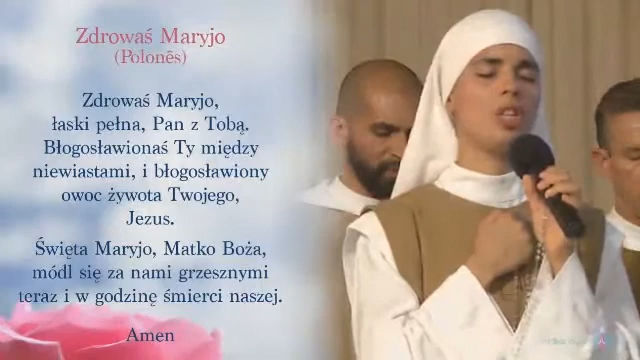 Zdrowaś Maryjo
(Polonês)
Zdrowaś Maryjo,
łaski pełna, Pan z Tobą.
Błogosławionaś Ty między
niewiastami, i błogosławiony
owoc żywota Twojego,
Jezus.
Święta Maryjo, Matko Boża,
módl się za nami grzesznymi
teraz i w godzinę śmierci naszej.
Amen